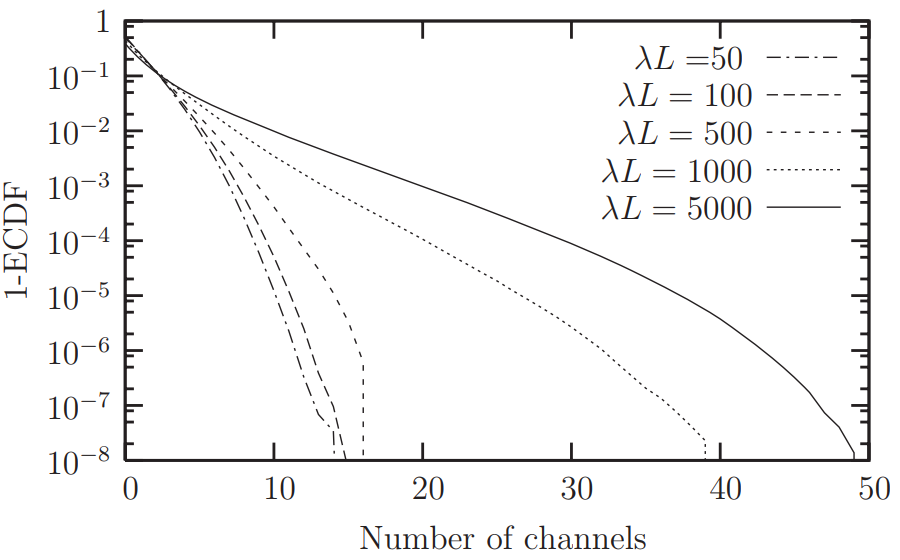 1
10⁻¹
10⁻²
10⁻³
10⁻⁴
10⁻⁵
10⁻⁶
10⁻⁷
10⁻⁸
1-ECDF
λL =50
λL = 100
λL = 500
λL = 1000
λL = 5000
0 10 20 30 40 50
Number of channels